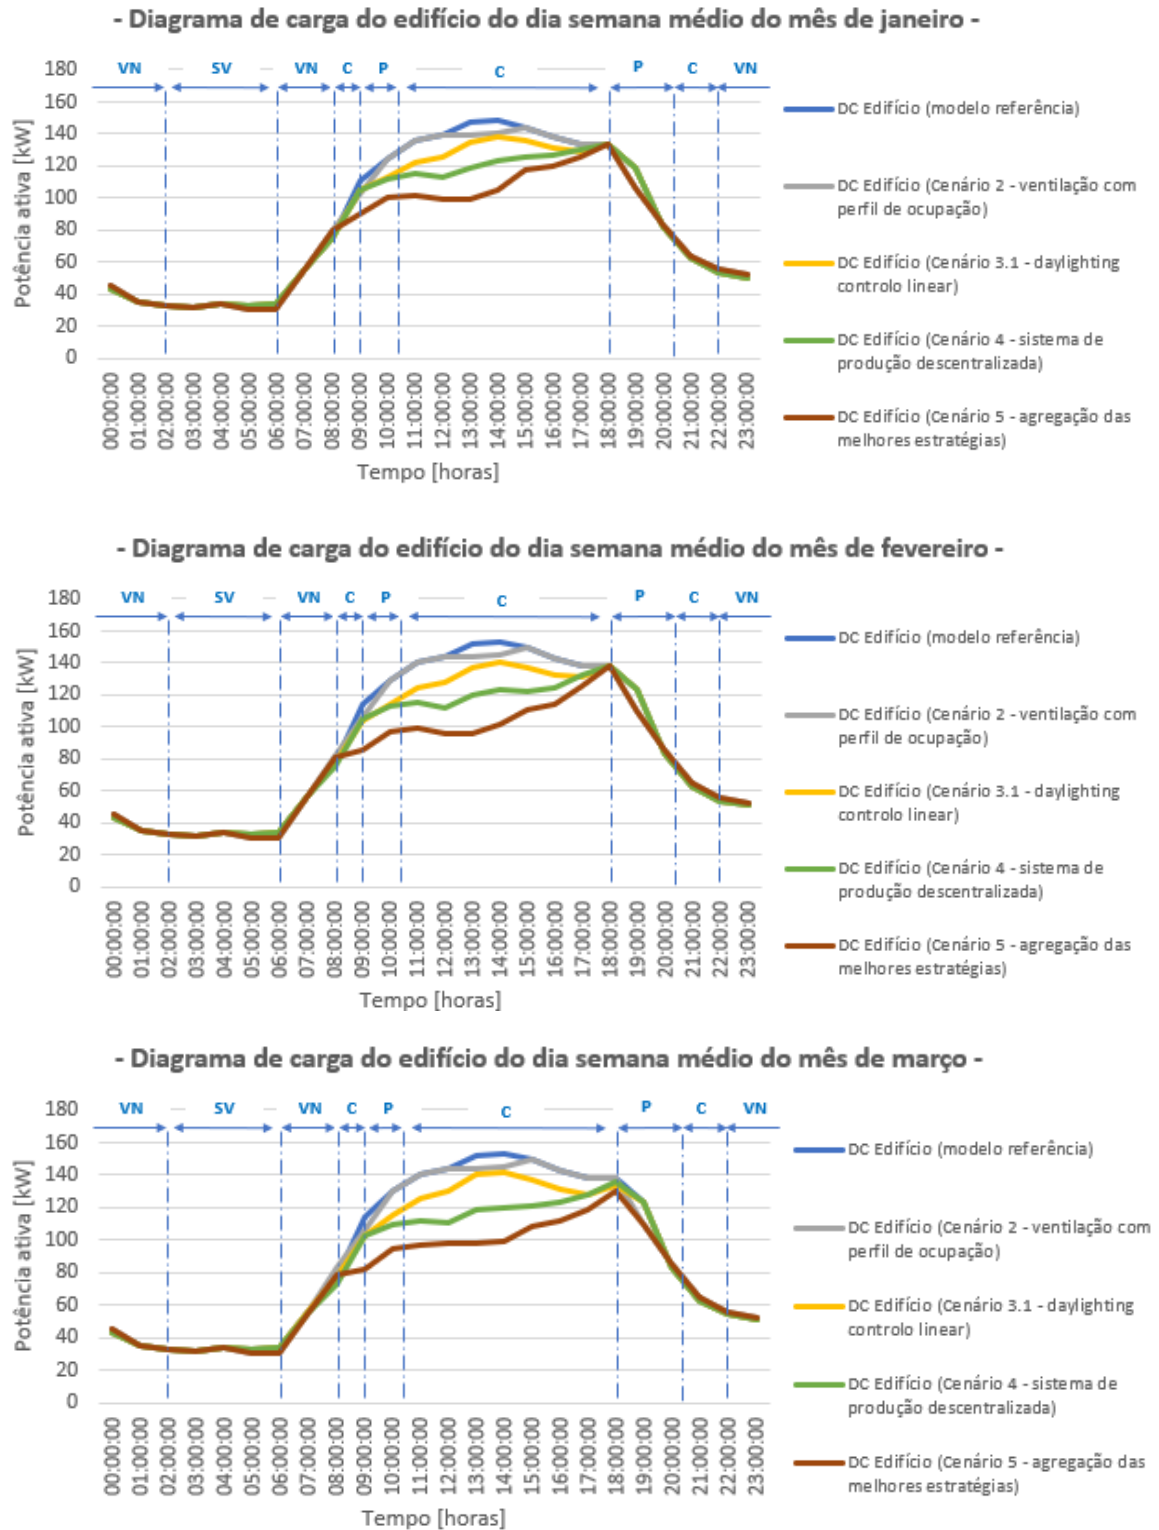 - Diagrama de carga do edifício do dia semana médio do mês de janeiro -
180
160
140
120
100
80
60
40
20
0
Potência ativa [kW]
VN SV VN C P C P C VN
00:00:00
01:00:00
02:00:00
03:00:00
04:00:00
05:00:00
06:00:00
07:00:00
08:00:00
09:00:00
10:00:00
11:00:00
12:00:00
13:00:00
14:00:00
15:00:00
16:00:00
17:00:00
18:00:00
19:00:00
20:00:00
21:00:00
22:00:00
23:00:00
Tempo [horas]
DC Edifício (modelo referência)
DC Edifício (Cenário 2 - ventilação com
perfil de ocupação)
DC Edifício (Cenário 3.1 - daylighting
controlo linear)
DC Edifício (Cenário 4 - sistema de
produção descentralizada)
DC Edifício (Cenário 5 - agregação das
melhores estratégias)
- Diagrama de carga do edifício do dia semana médio do mês de fevereiro -
180
160
140
120
100
80
60
40
20
0
Potência ativa [kW]
VN SV VN C P C P C VN
00:00:00
01:00:00
02:00:00
03:00:00
04:00:00
05:00:00
06:00:00
07:00:00
08:00:00
09:00:00
10:00:00
11:00:00
12:00:00
13:00:00
14:00:00
15:00:00
16:00:00
17:00:00
18:00:00
19:00:00
20:00:00
21:00:00
22:00:00
23:00:00
Tempo [horas]
DC Edifício (modelo referência)
DC Edifício (Cenário 2 - ventilação com
perfil de ocupação)
DC Edifício (Cenário 3.1 - daylighting
controlo linear)
DC Edifício (Cenário 4 - sistema de
produção descentralizada)
DC Edifício (Cenário 5 - agregação das
melhores estratégias)
- Diagrama de carga do edifício do dia semana médio do mês de março -
180
160
140
120
100
80
60
40
20
0
Potência ativa [kW]
VN SV VN C P C P C VN
00:00:00
01:00:00
02:00:00
03:00:00
04:00:00
05:00:00
06:00:00
07:00:00
08:00:00
09:00:00
10:00:00
11:00:00
12:00:00
13:00:00
14:00:00
15:00:00
16:00:00
17:00:00
18:00:00
19:00:00
20:00:00
21:00:00
22:00:00
23:00:00
Tempo [horas]
DC Edifício (modelo referência)
DC Edifício (Cenário 2 - ventilação com
perfil de ocupação)
DC Edifício (Cenário 3.1 - daylighting
controlo linear)
DC Edifício (Cenário 4 - sistema de
produção descentralizada)
DC Edifício (Cenário 5 - agregação das
melhores estratégias)